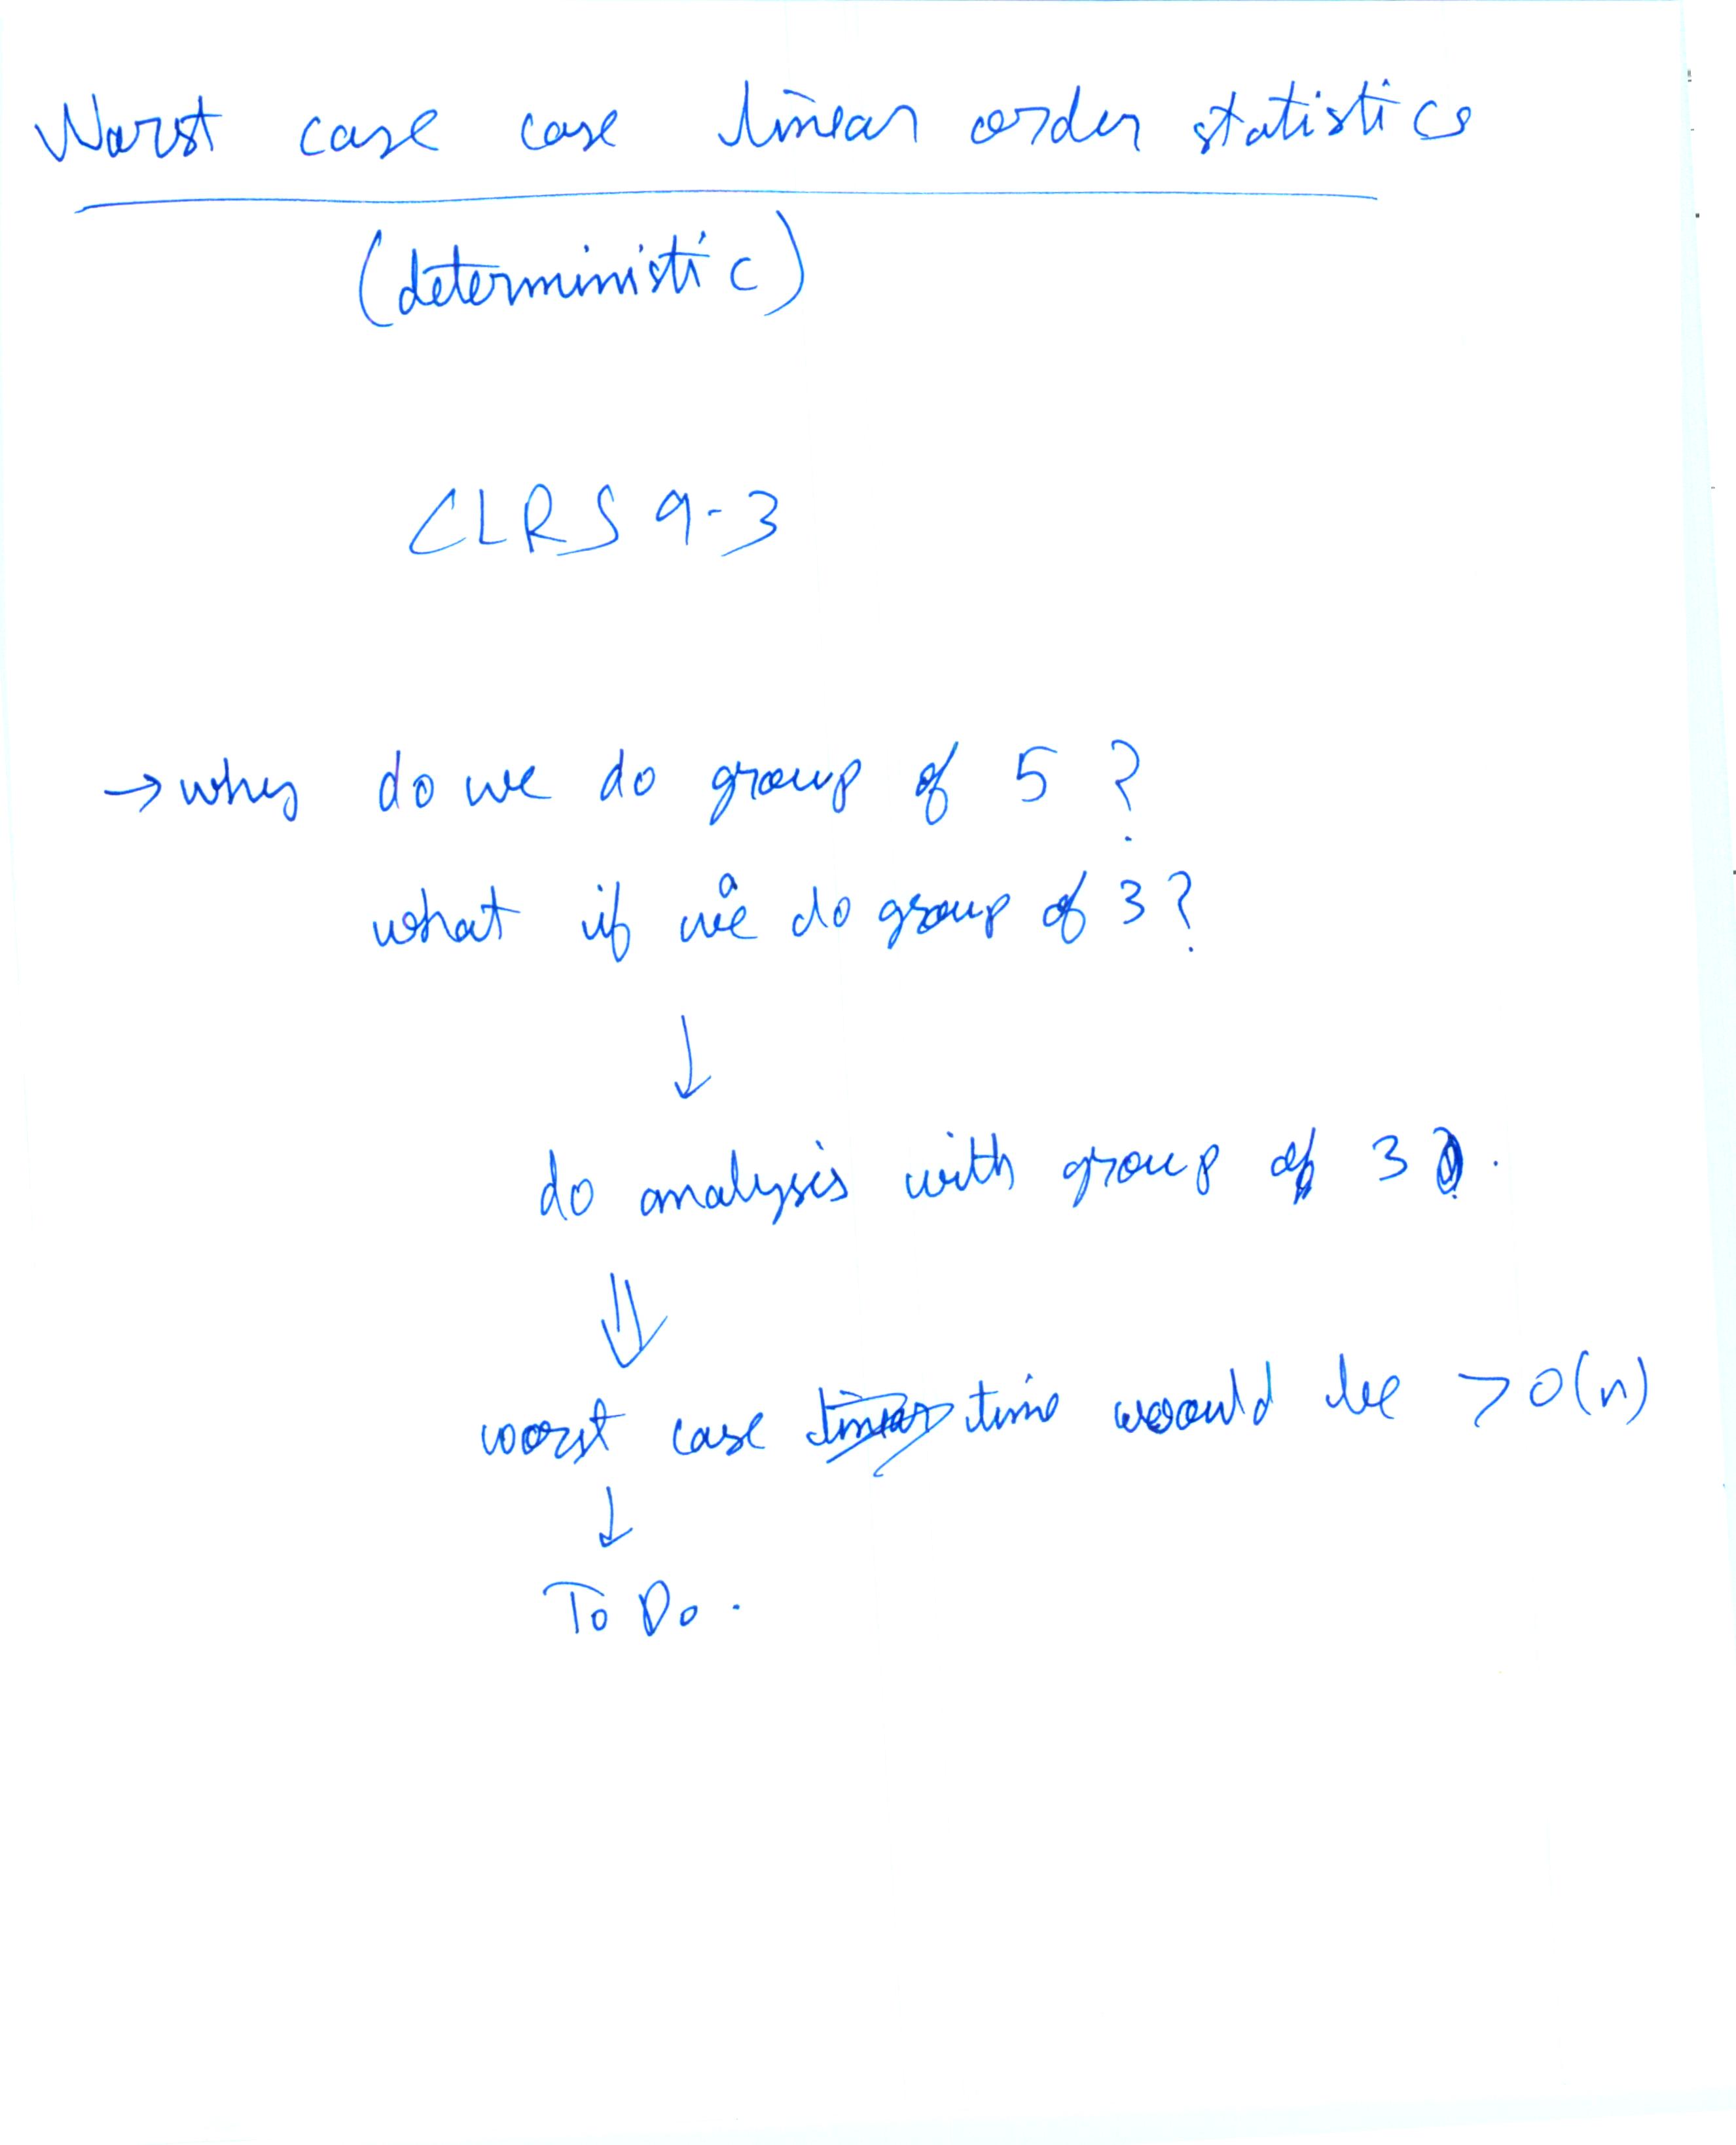 Worst case case linear order statistics
(deterministic)
CLRS 9-3
→ why do we do group of 5?
what if we do group of 3?
↓
do analysis with group of 3.
⇓
worst case time would be >O(n)
↓
To Do.